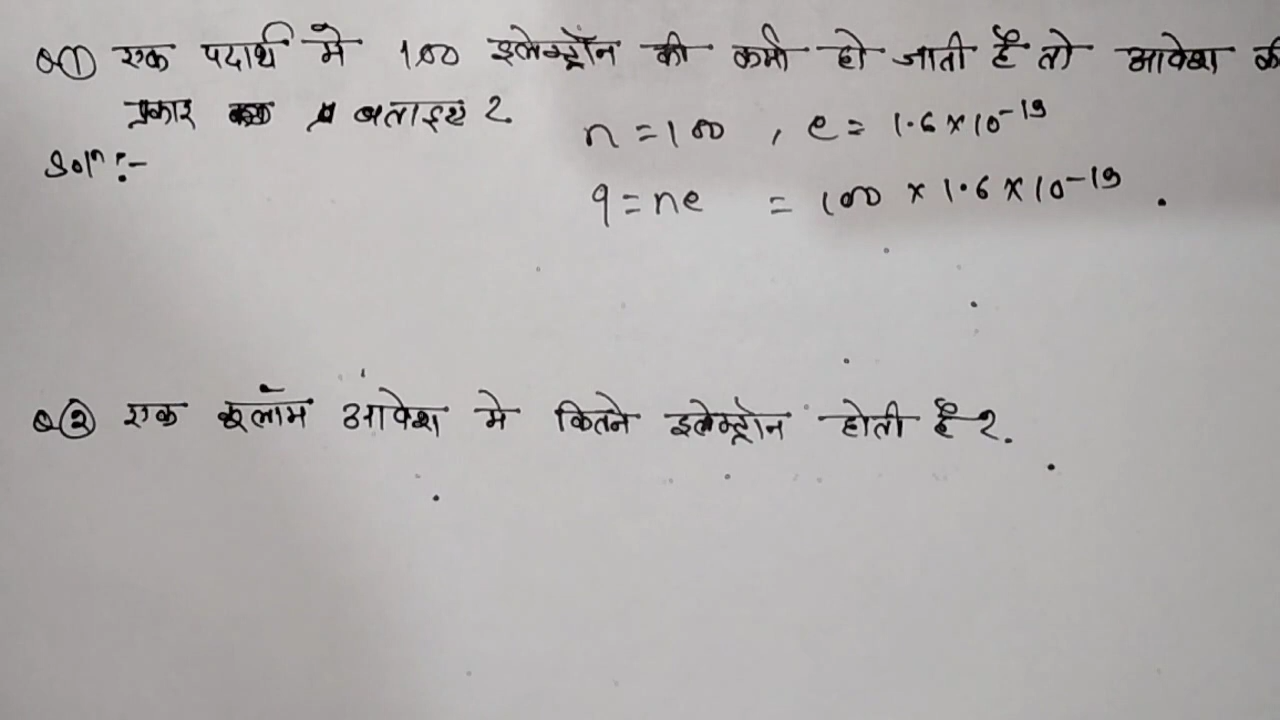 Q① एक पदार्थ मे 100 इलेक्ट्रॉन की कमी हो जाती है तो आवेश की
प्रकार बताइए ?
Solⁿ :-
n = 100 , e = 1.6 × 10⁻¹⁹
q = ne = 100 × 1.6 × 10⁻¹⁹ .
Q② एक कूलॉम आवेश मे कितने इलेक्ट्रॉन होती है ? .